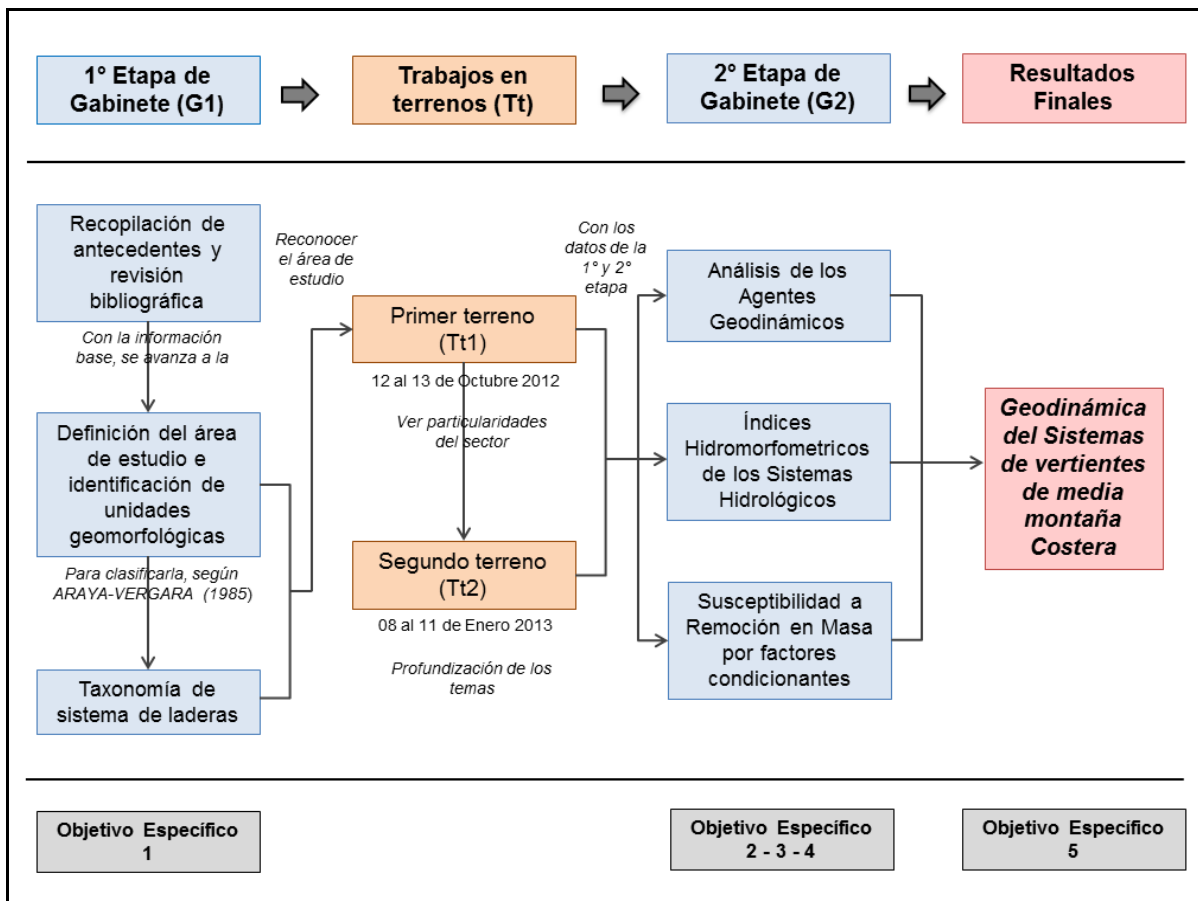 1° Etapa de
Gabinete (G1)
Trabajos en
terrenos (Tt)
2° Etapa de
Gabinete (G2)
Resultados
Finales
Recopilación de
antecedentes y
revisión
bibliográfica
Con la información
base, se avanza a la
Definición del área
de estudio e
identificación de
unidades
geomorfológicas
Para clasificarla, según
ARAYA-VERGARA (1985)
Taxonomía de
sistema de laderas
Reconocer
el área de
estudio
Primer terreno
(Tt1)
12 al 13 de Octubre 2012
Ver particularidades
del sector
Segundo terreno
(Tt2)
08 al 11 de Enero 2013
Profundización de los
temas
Con los
datos de la
1° y 2°
etapa
Análisis de los
Agentes
Geodinámicos
Índices
Hidromorfometricos
de los Sistemas
Hidrológicos
Susceptibilidad a
Remoción en Masa
por factores
condicionantes
Geodinámica
del Sistemas
de vertientes
de media
montaña
Costera
Objetivo Específico
1
Objetivo Específico
2 - 3 - 4
Objetivo Específico
5